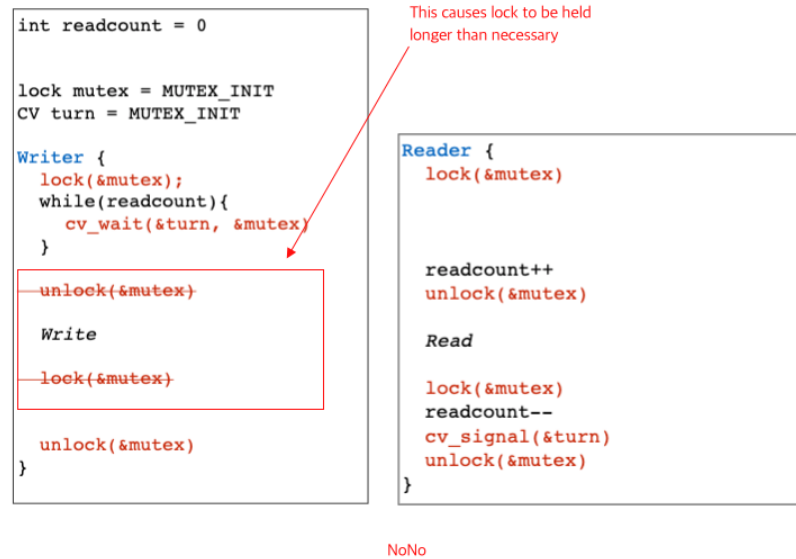 This causes lock to be held
longer than necessary
int readcount = 0
lock mutex = MUTEX_INIT
CV turn = MUTEX_INIT
Writer {
lock(&mutex);
while(readcount){
cv_wait(&turn, &mutex)
}
unlock(&mutex)
Write
lock(&mutex)
unlock(&mutex)
}
Reader {
lock(&mutex)
readcount++
unlock(&mutex)
Read
lock(&mutex)
readcount--
cv_signal(&turn)
unlock(&mutex)
}
NoNo